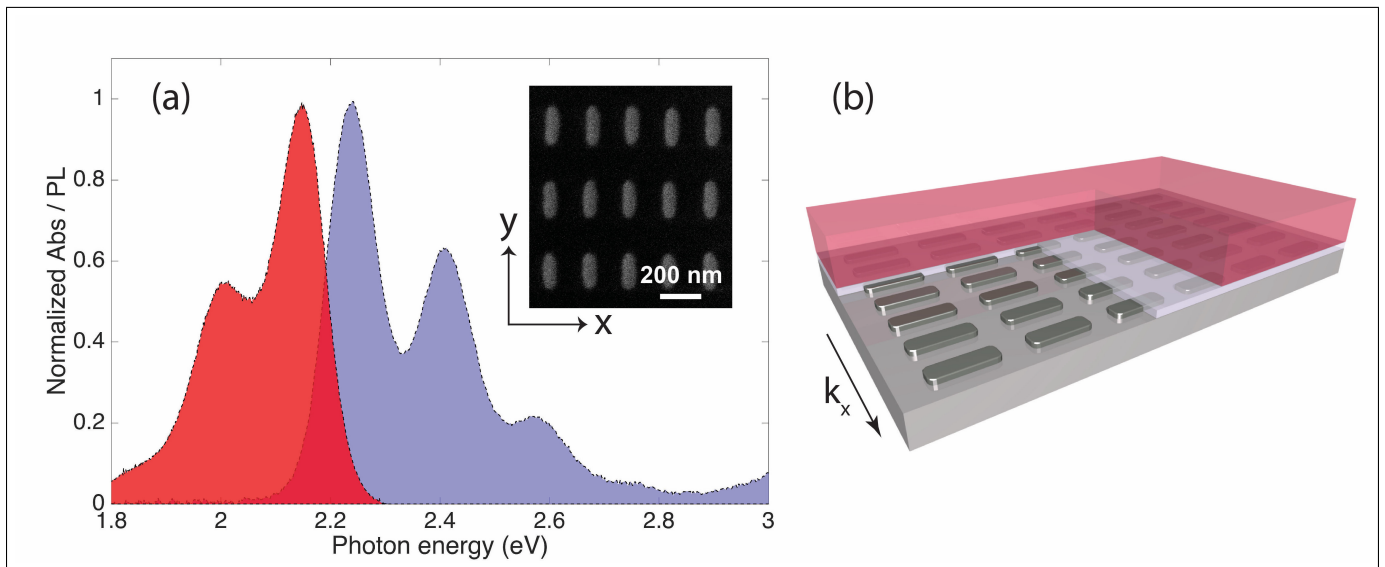 (a)
(b)
Normalized Abs / PL
1
0.8
0.6
0.4
0.2
0
y
x
200 nm
1.8 2 2.2 2.4 2.6 2.8 3
Photon energy (eV)
kx